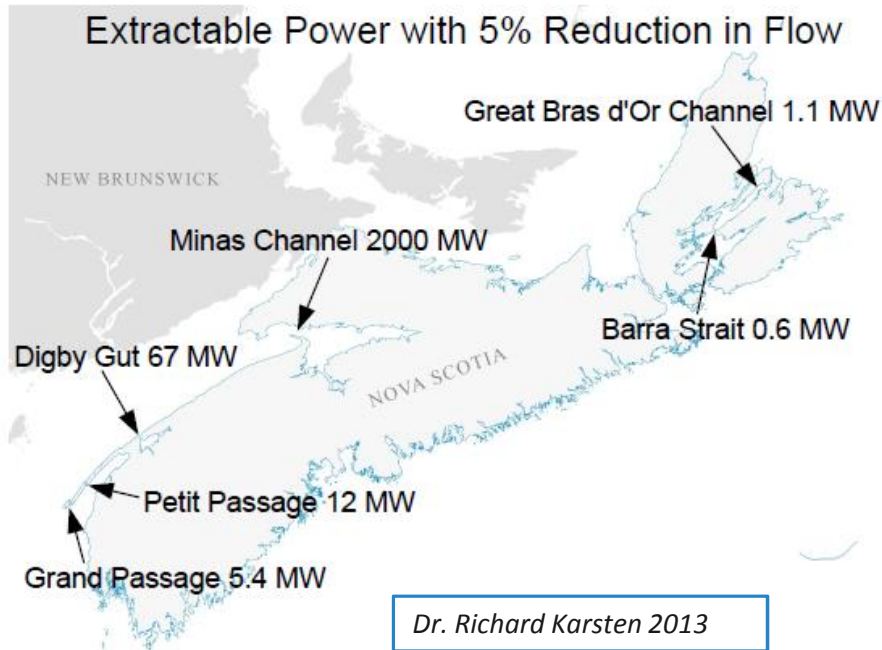 Extractable Power with 5% Reduction in Flow
Great Bras d'Or Channel 1.1 MW
NEW BRUNSWICK
Minas Channel 2000 MW
Barra Strait 0.6 MW
Digby Gut 67 MW
NOVA SCOTIA
Petit Passage 12 MW
Grand Passage 5.4 MW
Dr. Richard Karsten 2013